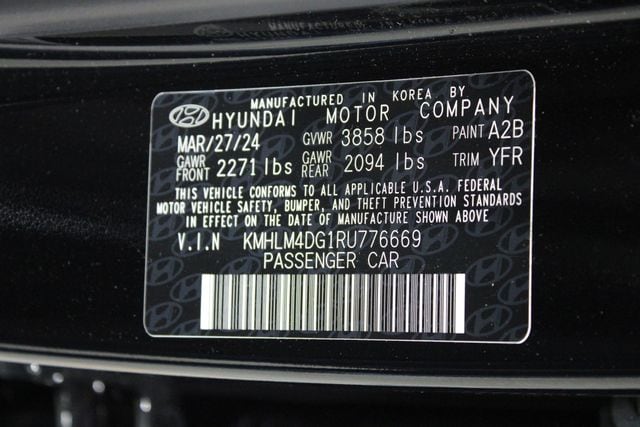 MANUFACTURED IN KOREA BY
HYUNDAI MOTOR COMPANY
MAR/27/24 GVWR 3858 lbs PAINT A2B
GAWR FRONT 2271 lbs GAWR REAR 2094 lbs TRIM YFR
THIS VEHICLE CONFORMS TO ALL APPLICABLE U.S.A. FEDERAL
MOTOR VEHICLE SAFETY, BUMPER, AND THEFT PREVENTION STANDARDS
IN EFFECT ON THE DATE OF MANUFACTURE SHOWN ABOVE
V.I.N KMHLM4DG1RU776669
PASSENGER CAR